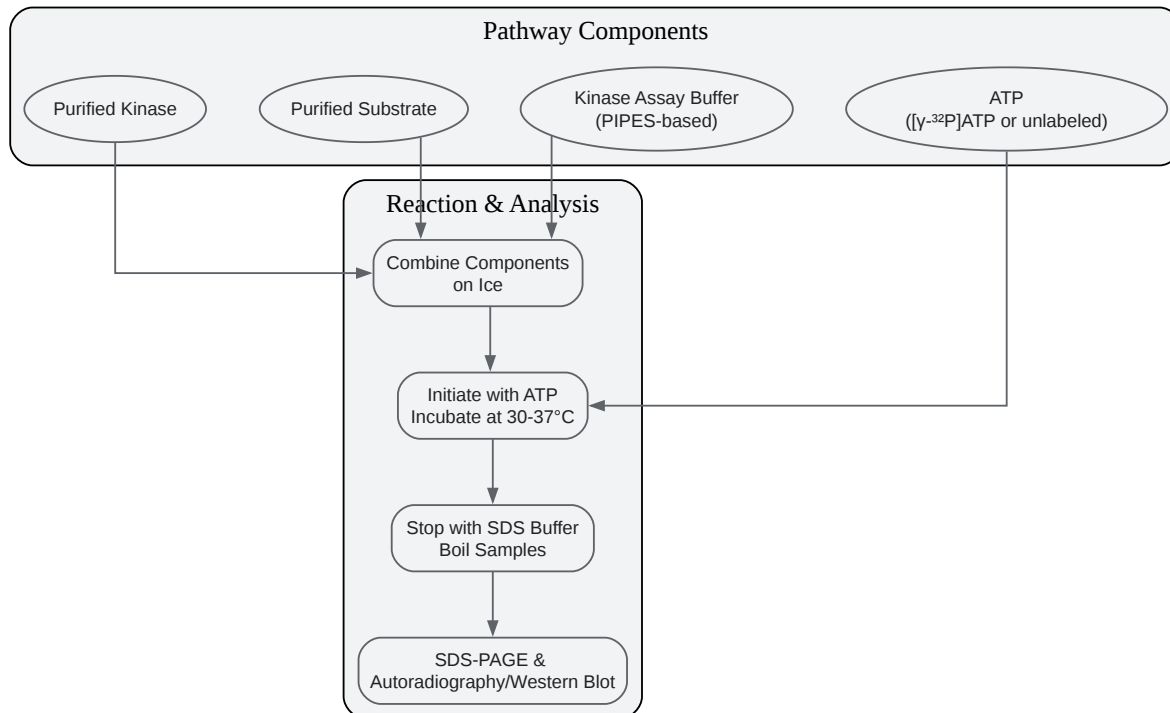 Pathway Components
Purified Kinase
Purified Substrate
Kinase Assay Buffer
(PIPES-based)
ATP
([γ-³²P]ATP or unlabeled)
Reaction & Analysis
Combine Components
on Ice
Initiate with ATP
Incubate at 30-37°C
Stop with SDS Buffer
Boil Samples
SDS-PAGE &
Autoradiography/Western Blot